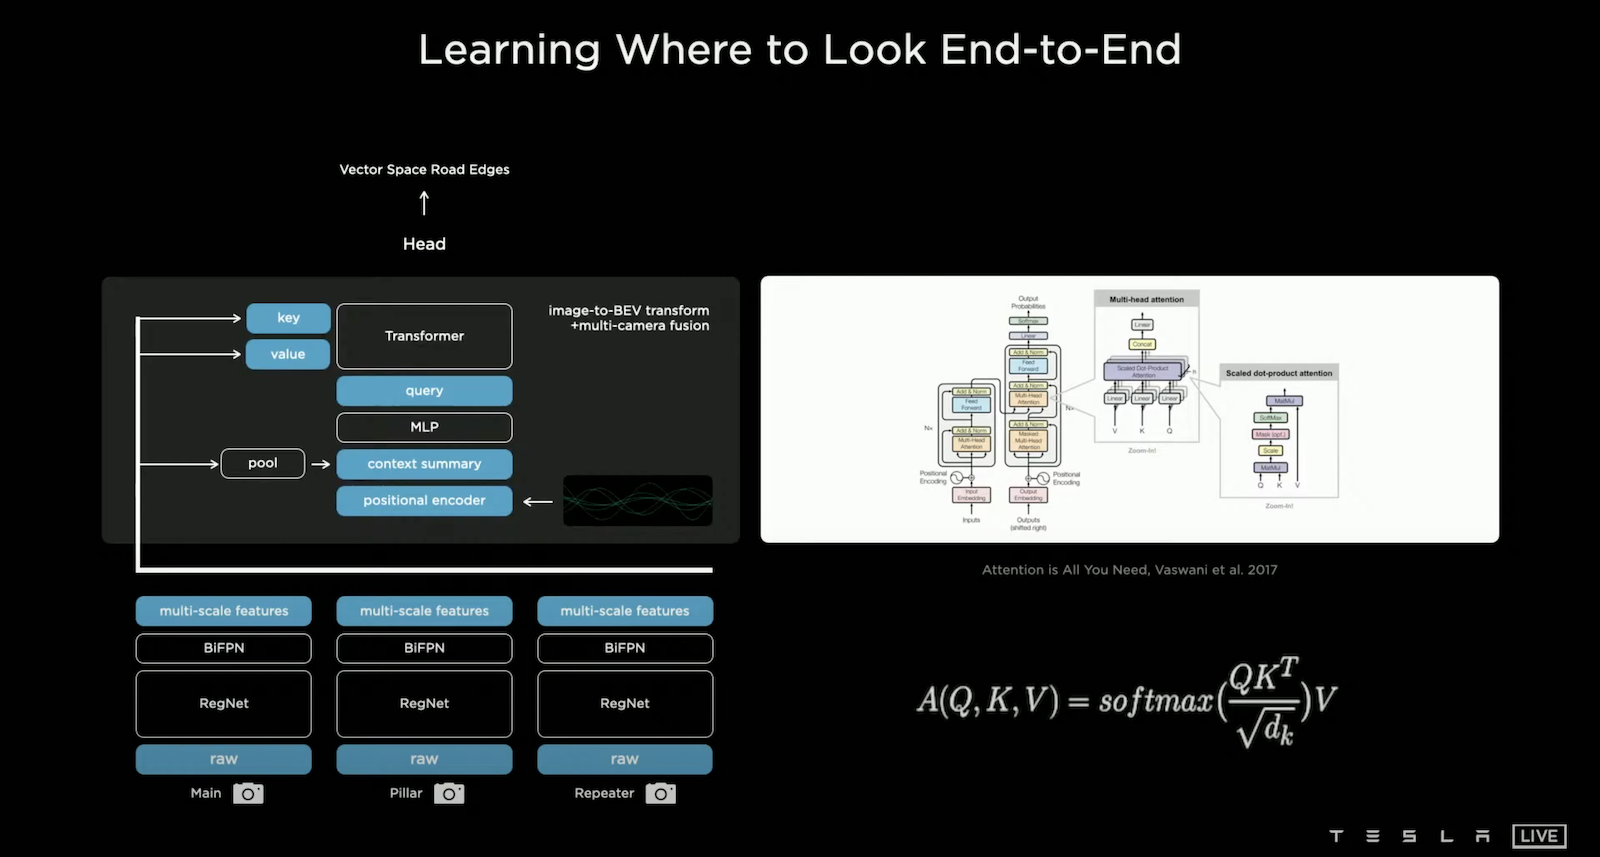 Learning Where to Look End-to-End
Vector Space Road Edges
Head
image-to-BEV transform
+multi-camera fusion
key
value
Transformer
query
MLP
pool
context summary
positional encoder
multi-scale features
multi-scale features
multi-scale features
BiFPN
BiFPN
BiFPN
RegNet
RegNet
RegNet
raw
raw
raw
Main
Pillar
Repeater
Output
Probabilities
Softmax
Linear
Add & Norm
Feed
Forward
Add & Norm
Multi-Head
Attention
Add & Norm
Masked
Multi-Head
Attention
Nx
Add & Norm
Feed
Forward
Add & Norm
Multi-Head
Attention
Nx
Positional
Encoding
Positional
Encoding
Input
Embedding
Output
Embedding
Inputs
Outputs
(shifted right)
Multi-head attention
Linear
Concat
Scaled Dot-Product
Attention
h
Linear
Linear
Linear
V
K
Q
Zoom-In!
Scaled dot-product attention
MatMul
SoftMax
Mask (opt.)
Scale
MatMul
Q K V
Zoom-In!
Attention is All You Need, Vaswani et al. 2017
A(Q, K, V) = softmax(QK^T/√d_k)V
TESLA LIVE